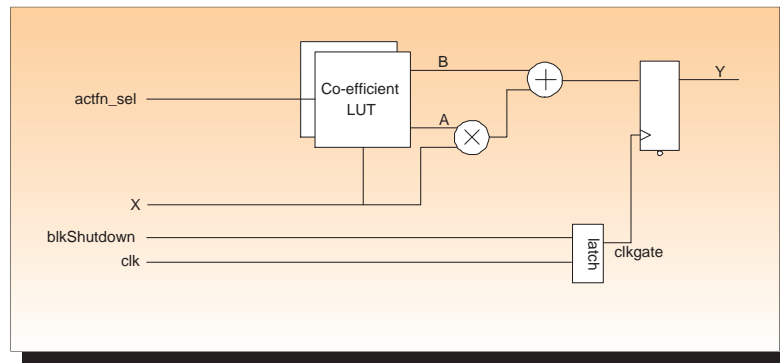 B
Y
Co-efficient
LUT
actfn_sel
A
X
blkShutdown
clk
latch
clkgate